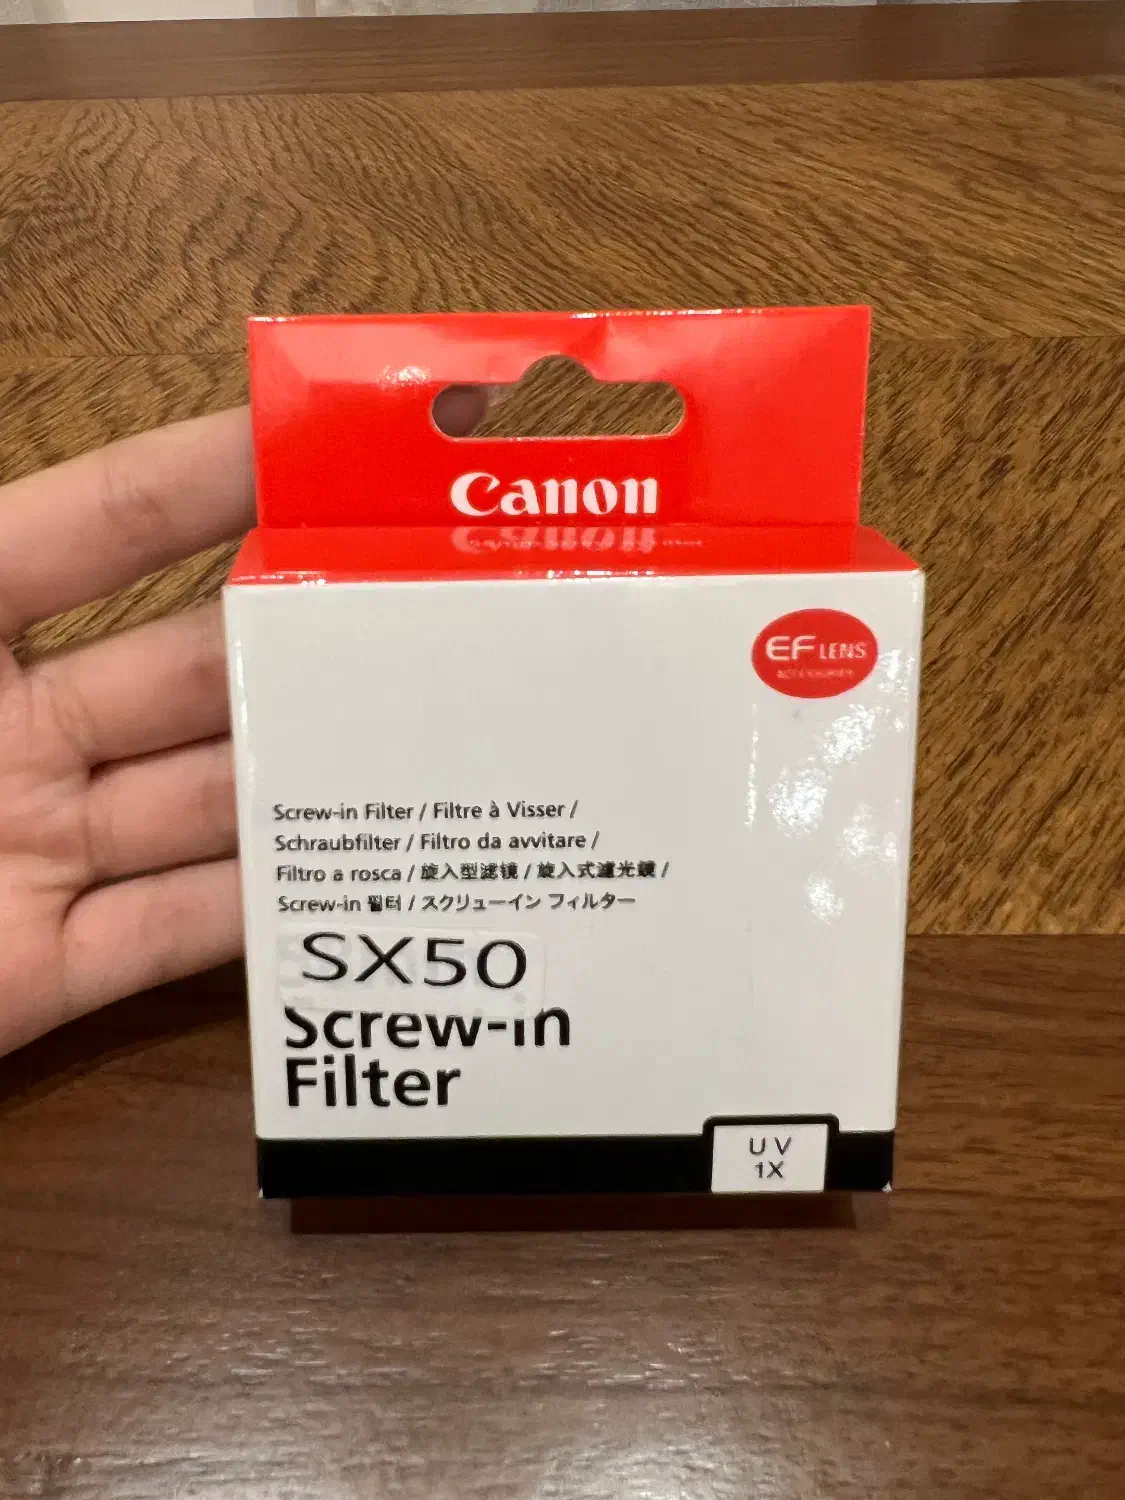 Canon
EF LENS
ACCESSORIES
Screw-in Filter / Filtre à Visser /
Schraubfilter / Filtro da avvitare /
Filtro a rosca / 旋入型滤镜 / 旋入式濾光鏡 /
Screw-in 필터 / スクリューイン フィルター
SX50
Screw-in
Filter
UV
1X